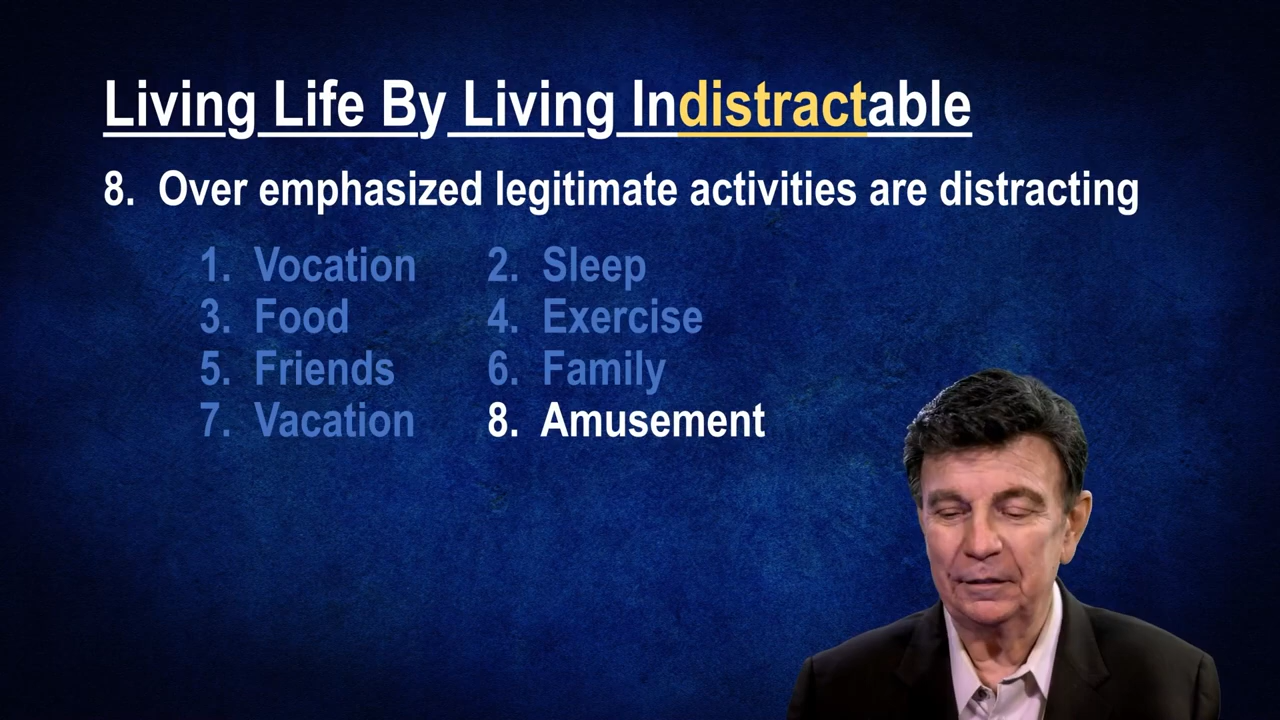 Living Life By Living Indistractable
8. Over emphasized legitimate activities are distracting
1. Vocation 2. Sleep
3. Food 4. Exercise
5. Friends 6. Family
7. Vacation 8. Amusement